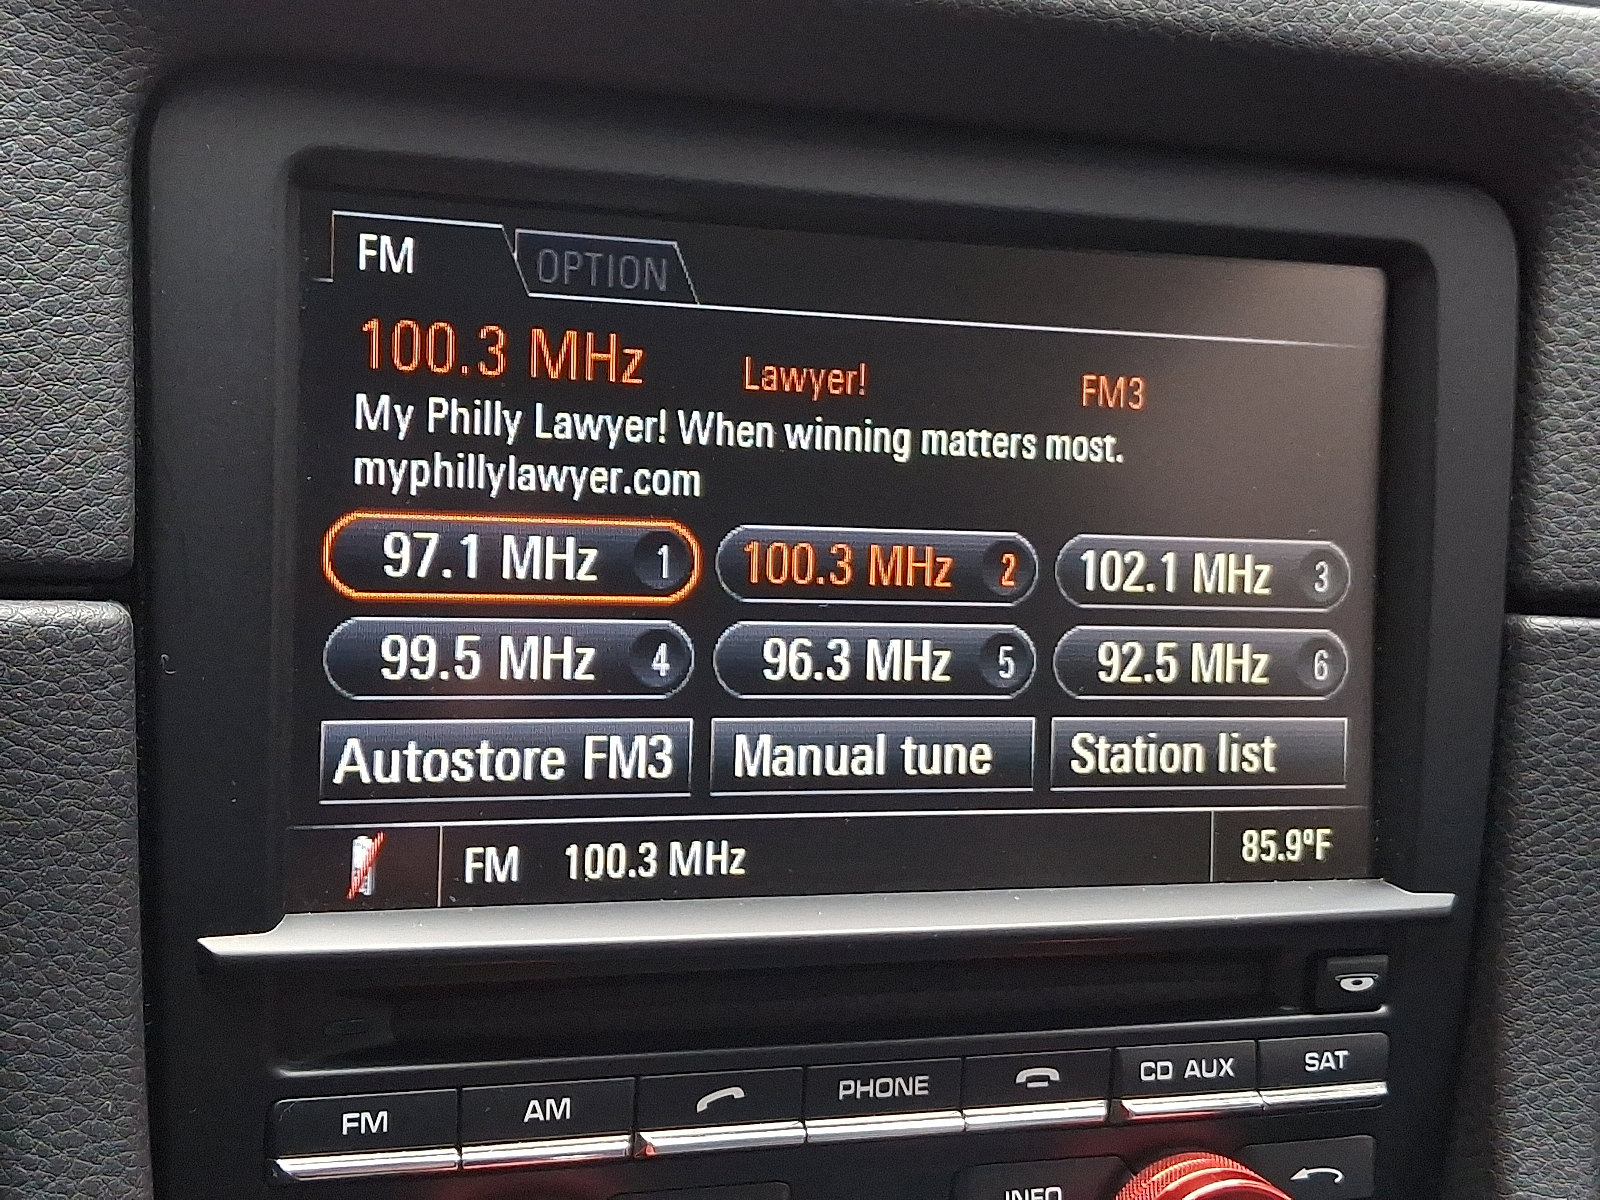 FM OPTION
100.3 MHz Lawyer! FM3
My Philly Lawyer! When winning matters most.
myphillylawyer.com
97.1 MHz 1 100.3 MHz 2 102.1 MHz 3
99.5 MHz 4 96.3 MHz 5 92.5 MHz 6
Autostore FM3 Manual tune Station list
FM 100.3 MHz 85.9°F
FM AM PHONE CD AUX SAT
INFO